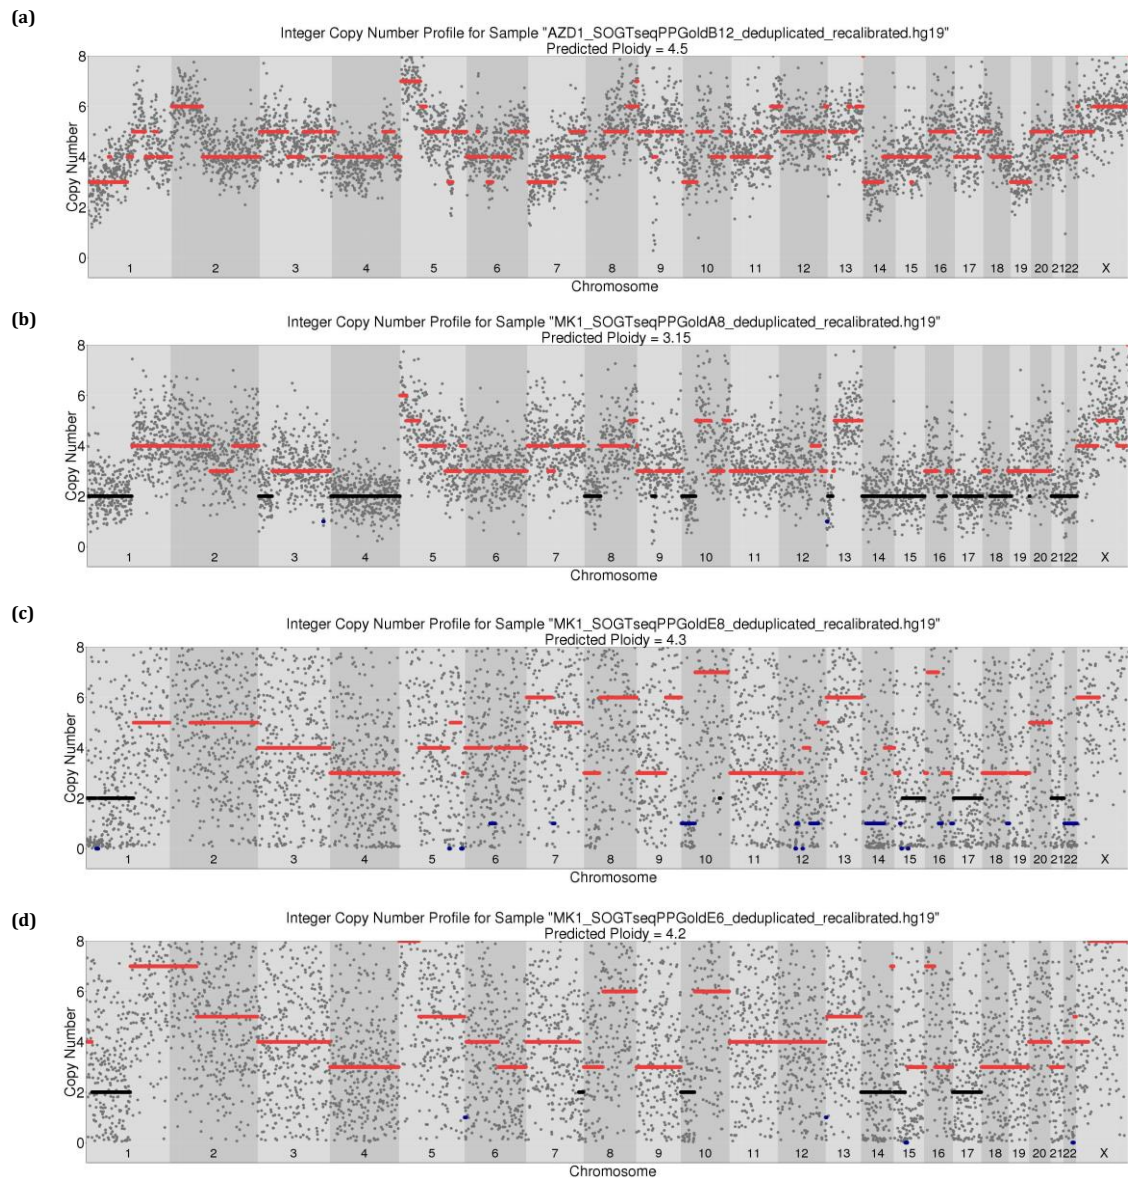 (a)
Integer Copy Number Profile for Sample "AZD1_SOGTseqPPGoldB12_deduplicated_recalibrated.hg19"
Predicted Ploidy = 4.5
8
6
4
2
0
Copy Number
1 2 3 4 5 6 7 8 9 10 11 12 13 14 15 16 17 18 19 20 21 22 X
Chromosome
(b)
Integer Copy Number Profile for Sample "MK1_SOGTseqPPGoldA8_deduplicated_recalibrated.hg19"
Predicted Ploidy = 3.15
8
6
4
2
0
Copy Number
1 2 3 4 5 6 7 8 9 10 11 12 13 14 15 16 17 18 19 20 21 22 X
Chromosome
(c)
Integer Copy Number Profile for Sample "MK1_SOGTseqPPGoldE8_deduplicated_recalibrated.hg19"
Predicted Ploidy = 4.3
8
6
4
2
0
Copy Number
1 2 3 4 5 6 7 8 9 10 11 12 13 14 15 16 17 18 19 20 21 22 X
Chromosome
(d)
Integer Copy Number Profile for Sample "MK1_SOGTseqPPGoldE6_deduplicated_recalibrated.hg19"
Predicted Ploidy = 4.2
8
6
4
2
0
Copy Number
1 2 3 4 5 6 7 8 9 10 11 12 13 14 15 16 17 18 19 20 21 22 X
Chromosome